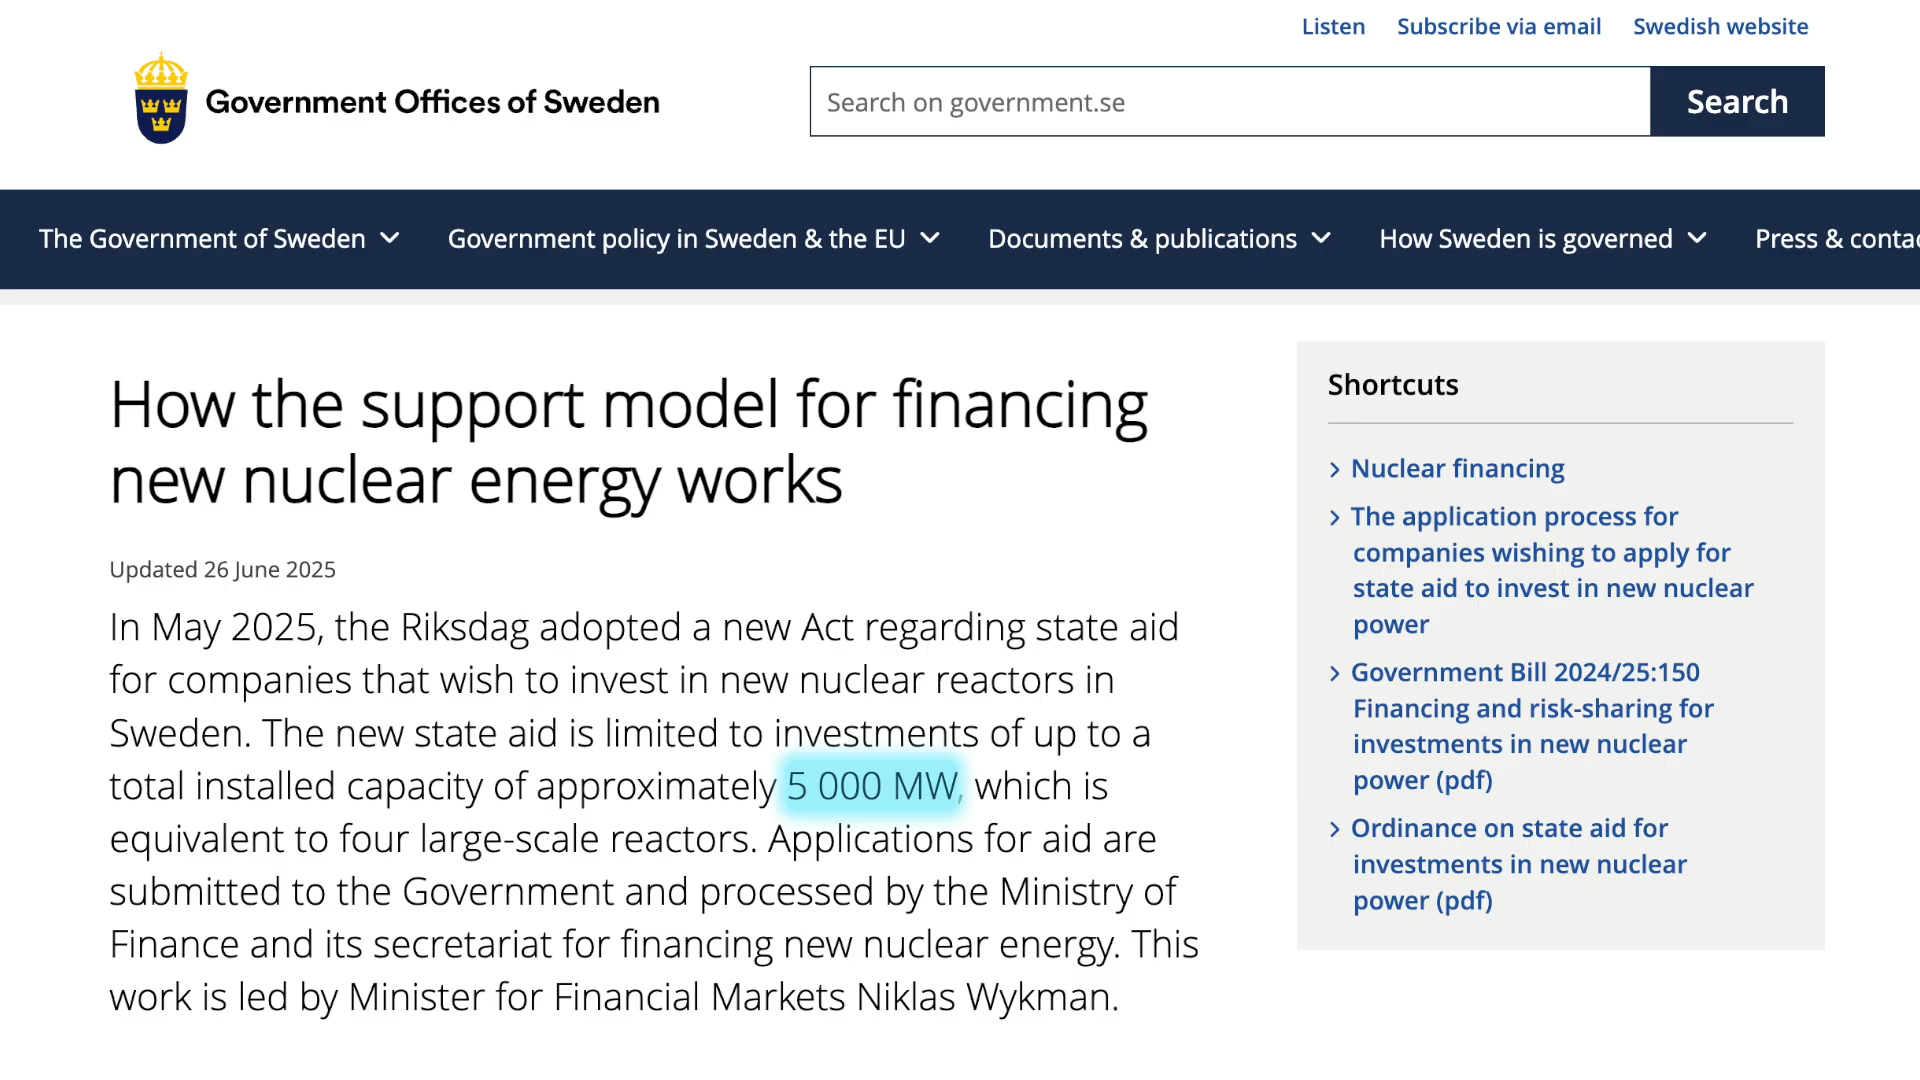 Listen Subscribe via email Swedish website
Government Offices of Sweden
Search on government.se Search
The Government of Sweden Government policy in Sweden & the EU Documents & publications How Sweden is governed Press & contac
How the support model for financing
new nuclear energy works
Updated 26 June 2025
In May 2025, the Riksdag adopted a new Act regarding state aid
for companies that wish to invest in new nuclear reactors in
Sweden. The new state aid is limited to investments of up to a
total installed capacity of approximately 5 000 MW, which is
equivalent to four large-scale reactors. Applications for aid are
submitted to the Government and processed by the Ministry of
Finance and its secretariat for financing new nuclear energy. This
work is led by Minister for Financial Markets Niklas Wykman.
Shortcuts
Nuclear financing
The application process for
companies wishing to apply for
state aid to invest in new nuclear
power
Government Bill 2024/25:150
Financing and risk-sharing for
investments in new nuclear
power (pdf)
Ordinance on state aid for
investments in new nuclear
power (pdf)